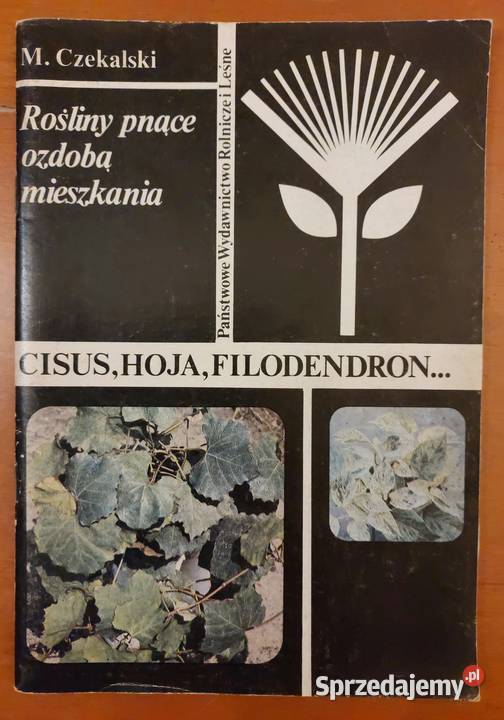 M. Czekalski
Rośliny pnące
ozdobą
mieszkania
Państwowe Wydawnictwo Rolnicze i Leśne
CISUS, HOJA, FILODENDRON...
Sprzedajemy.pl